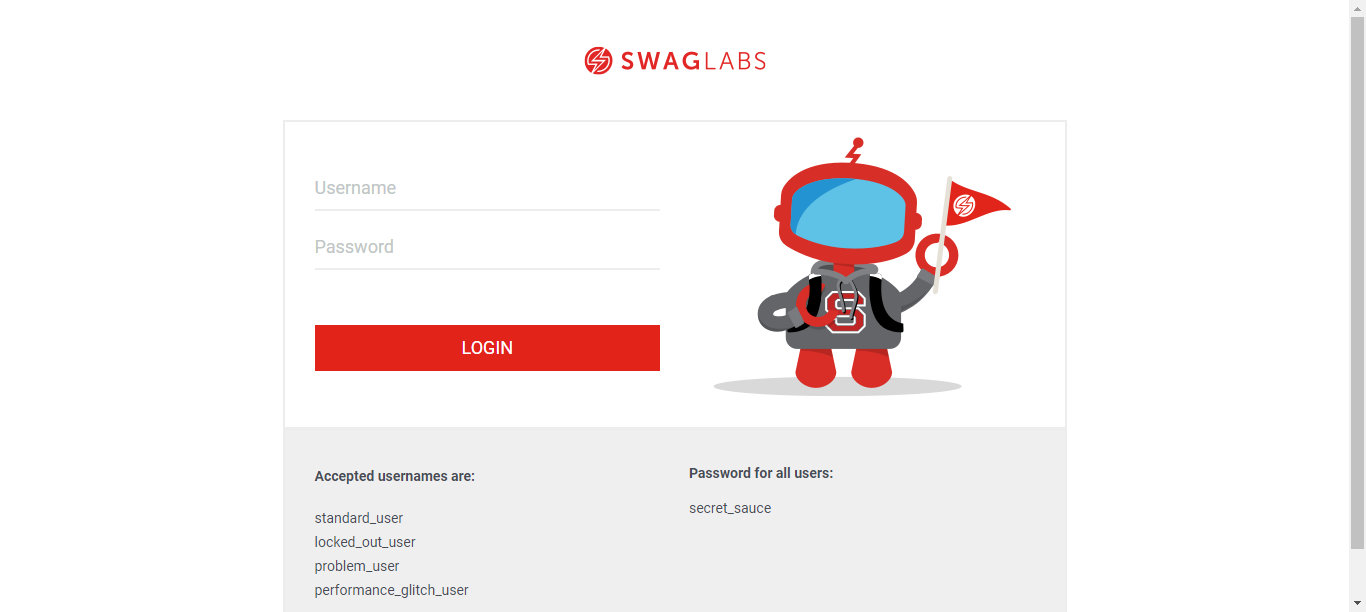 SWAGLABS
Username
Password
LOGIN
S
Accepted usernames are:
standard_user
locked_out_user
problem_user
performance_glitch_user
Password for all users:
secret_sauce